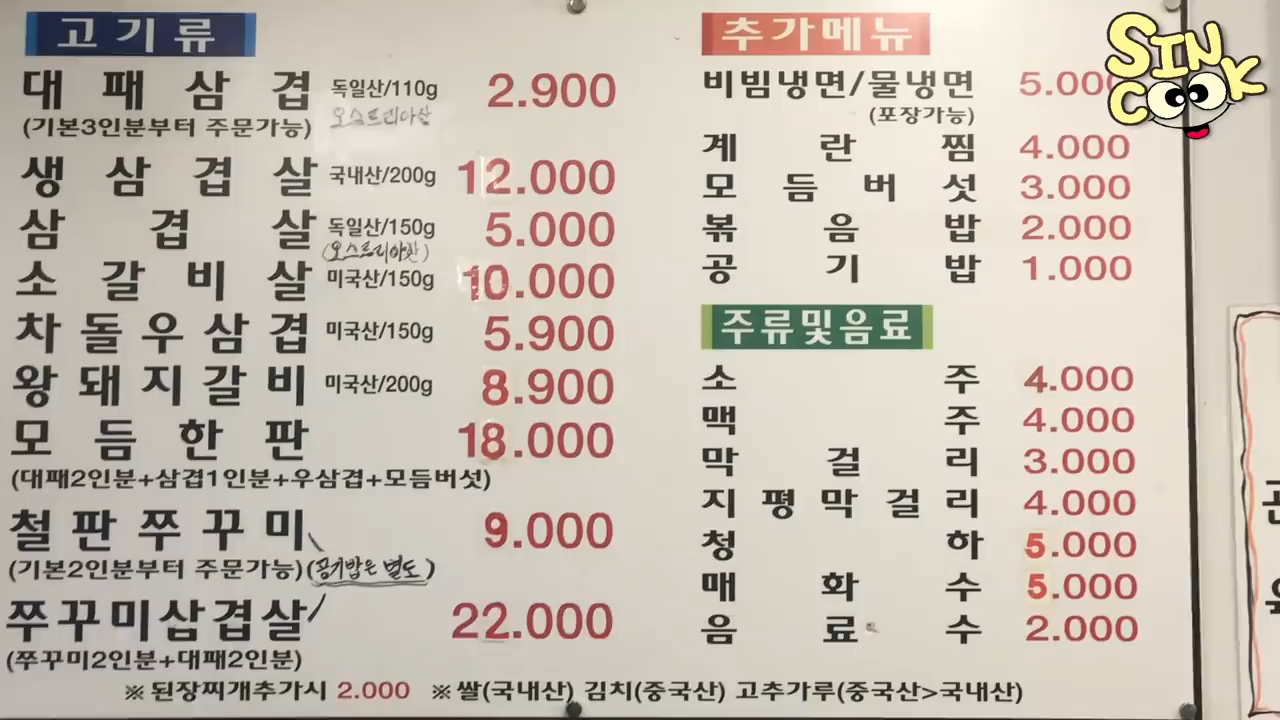 고기류
대패삼겹 독일산/110g 2.900
오스트리아산
(기본3인분부터 주문가능)
생삼겹살 국내산/200g 12.000
삼겹살 독일산/150g 5.000
(오스트리아산)
소갈비살 미국산/150g 10.000
차돌우삼겹 미국산/150g 5.900
왕돼지갈비 미국산/200g 8.900
모듬한판 18.000
(대패2인분+삼겹1인분+우삼겹+모듬버섯)
철판쭈꾸미 9.000
(기본2인분부터 주문가능) (공기밥은 별도)
쭈꾸미삼겹살 22.000
(쭈꾸미2인분+대패2인분)
추가메뉴
비빔냉면/물냉면 5.000
(포장가능)
계란찜 4.000
모듬버섯 3.000
볶음밥 2.000
공기밥 1.000
주류및음료
소주 4.000
맥주 4.000
막걸리 3.000
지평막걸리 4.000
청하 5.000
매화수 5.000
음료수 2.000
※된장찌개추가시 2.000 ※쌀(국내산) 김치(중국산) 고추가루(중국산>국내산)
SIN
COOK